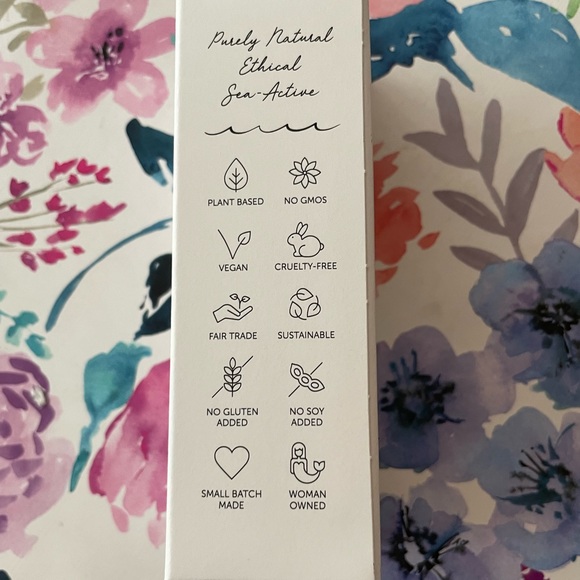 Purely Natural
Ethical
Sea-Active
PLANT BASED
NO GMOS
VEGAN
CRUELTY-FREE
FAIR TRADE
SUSTAINABLE
NO GLUTEN
ADDED
NO SOY
ADDED
SMALL BATCH
MADE
WOMAN
OWNED